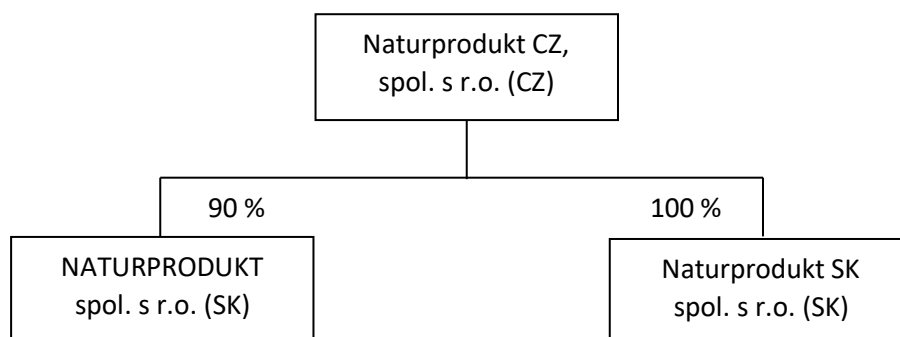 Naturprodukt CZ,
spol. s r.o. (CZ)
90 %
100 %
NATURPRODUKT
spol. s r.o. (SK)
Naturprodukt SK
spol. s r.o. (SK)